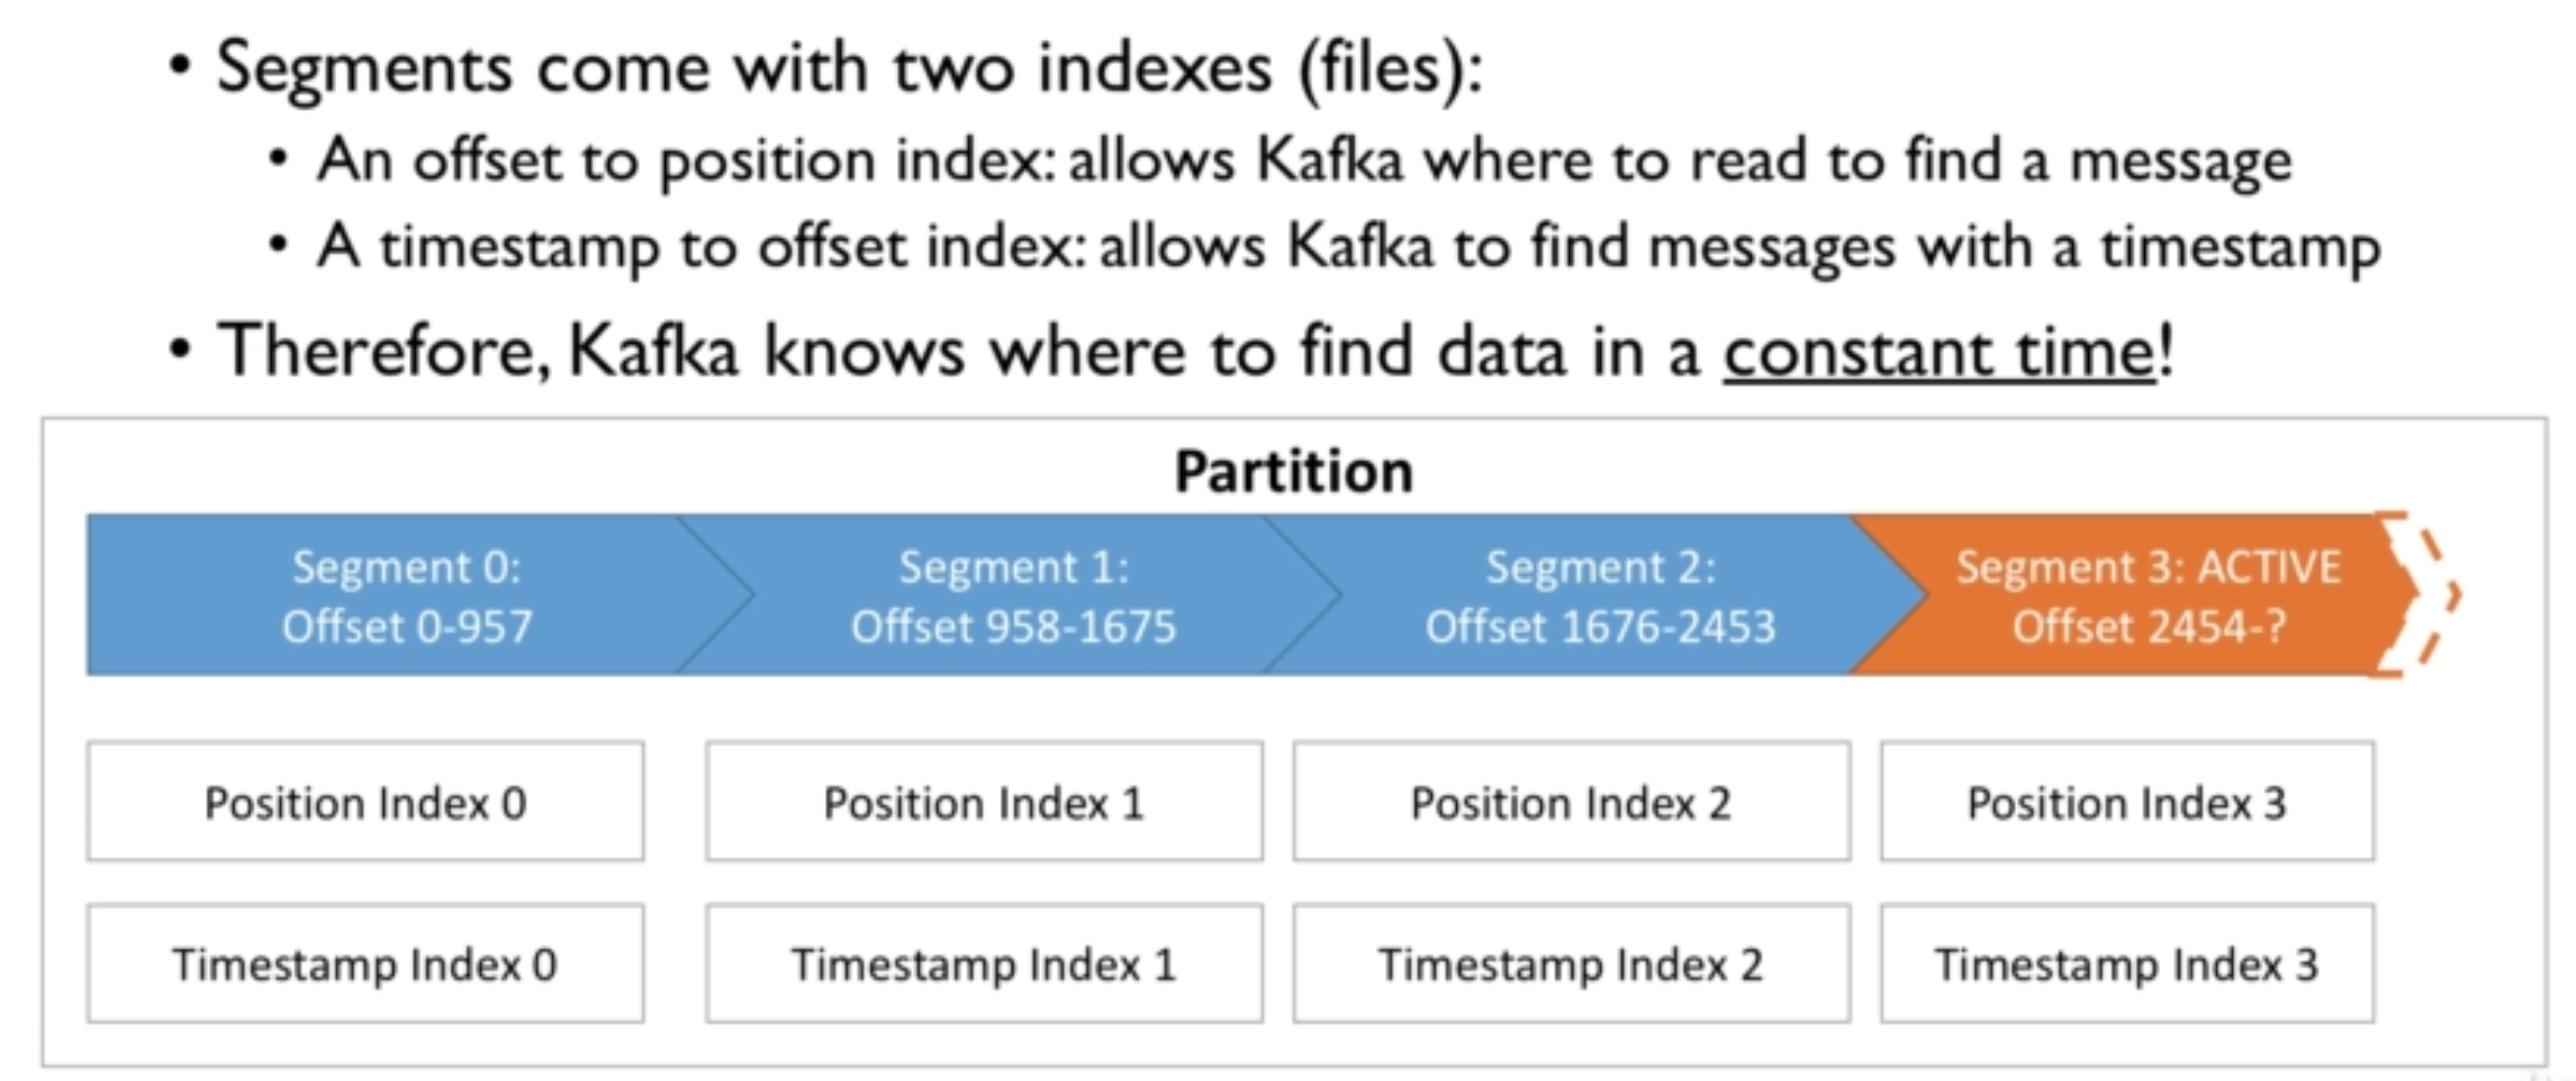 • Segments come with two indexes (files):
• An offset to position index: allows Kafka where to read to find a message
• A timestamp to offset index: allows Kafka to find messages with a timestamp
• Therefore, Kafka knows where to find data in a constant time!
Partition
Segment 0:
Offset 0-957
Segment 1:
Offset 958-1675
Segment 2:
Offset 1676-2453
Segment 3: ACTIVE
Offset 2454-?
Position Index 0
Position Index 1
Position Index 2
Position Index 3
Timestamp Index 0
Timestamp Index 1
Timestamp Index 2
Timestamp Index 3